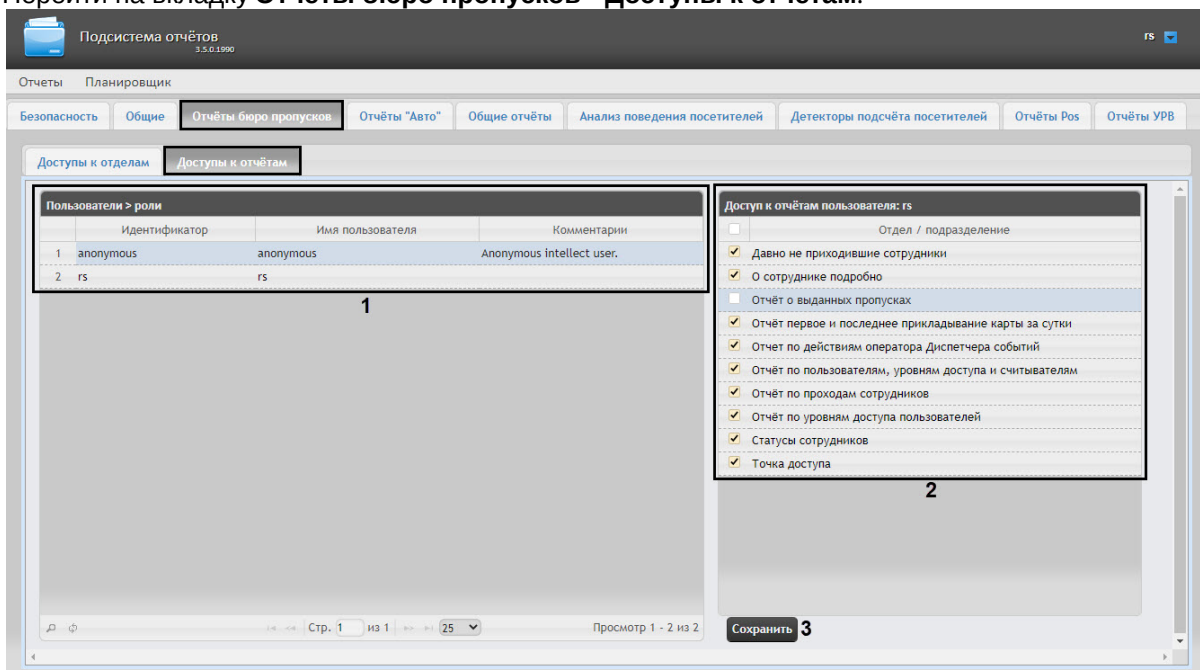 Перейти на вкладку Отчёты бюро пропусков - Доступы к отчётам.
Подсистема отчётов
3.5.0.1990
rs
Отчеты Планировщик
Безопасность Общие Отчёты бюро пропусков Отчёты "Авто" Общие отчёты Анализ поведения посетителей Детекторы подсчёта посетителей Отчёты Pos Отчёты УРВ
Доступы к отделам Доступы к отчётам
Пользователи > роли
Идентификатор Имя пользователя Комментарии
1 anonymous anonymous Anonymous intellect user.
2 rs rs
1
Доступ к отчётам пользователя: rs
Отдел / подразделение
Давно не приходившие сотрудники
О сотруднике подробно
Отчёт о выданных пропусках
Отчёт первое и последнее прикладывание карты за сутки
Отчет по действиям оператора Диспетчера событий
Отчёт по пользователям, уровням доступа и считывателям
Отчёт по проходам сотрудников
Отчёт по уровням доступа пользователей
Статусы сотрудников
Точка доступа
2
Стр. 1 из 1 25 Просмотр 1 - 2 из 2
Сохранить 3